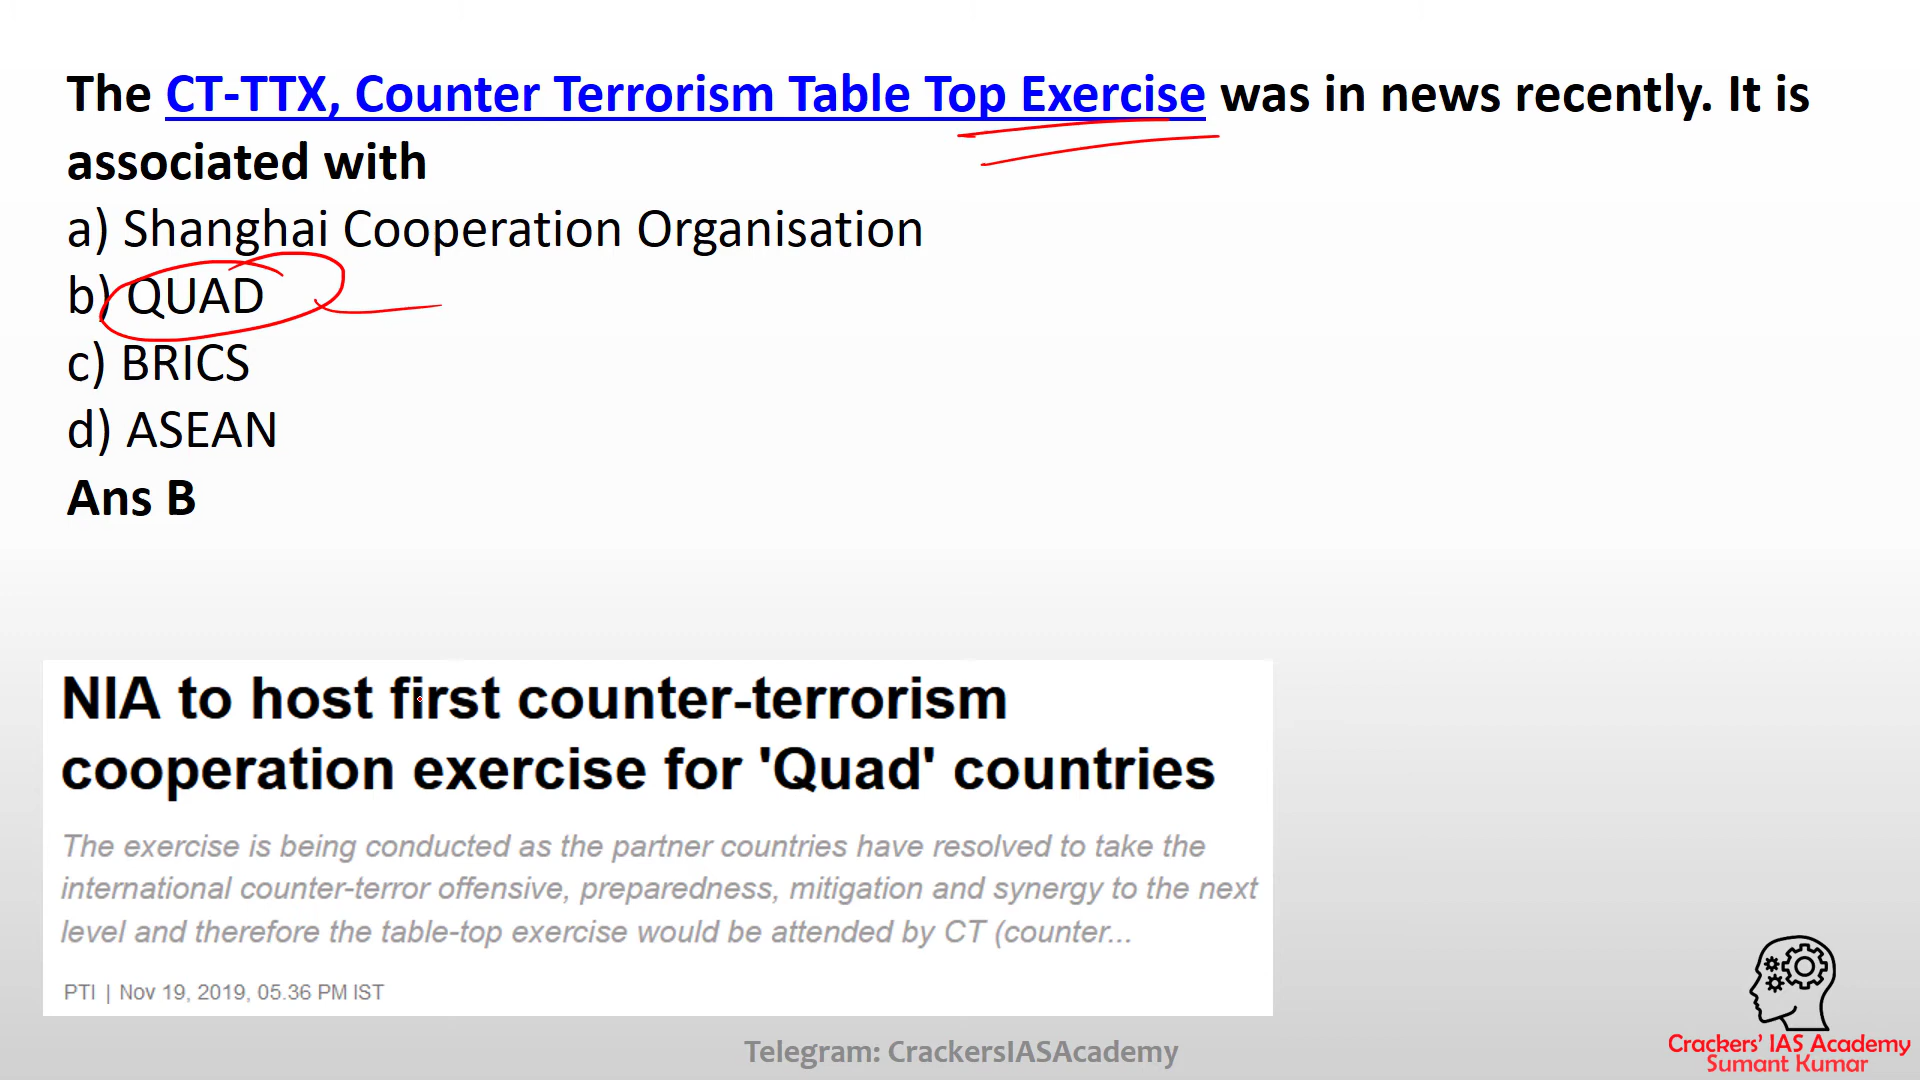 The CT-TTX, Counter Terrorism Table Top Exercise was in news recently. It is
associated with
a) Shanghai Cooperation Organisation
b) QUAD
c) BRICS
d) ASEAN
Ans B
NIA to host first counter-terrorism
cooperation exercise for 'Quad' countries
The exercise is being conducted as the partner countries have resolved to take the
international counter-terror offensive, preparedness, mitigation and synergy to the next
level and therefore the table-top exercise would be attended by CT (counter...
PTI | Nov 19, 2019, 05.36 PM IST
Telegram: CrackersIASAcademy
Crackers' IAS Academy
Sumant Kumar